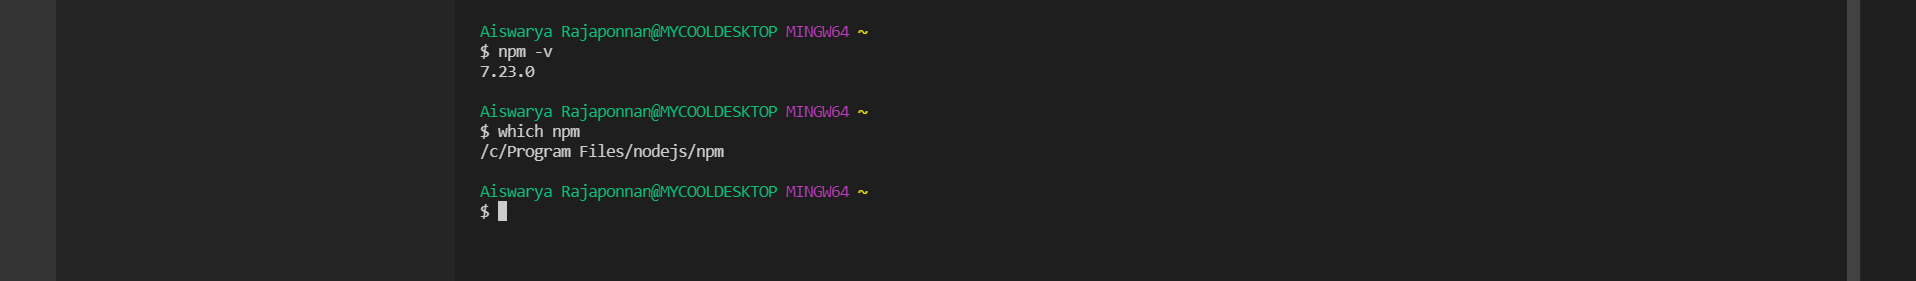 Aiswarya Rajaponnan@MYCOOLDESKTOP MINGW64 ~
$ npm -v
7.23.0
Aiswarya Rajaponnan@MYCOOLDESKTOP MINGW64 ~
$ which npm
/c/Program Files/nodejs/npm
Aiswarya Rajaponnan@MYCOOLDESKTOP MINGW64 ~
$